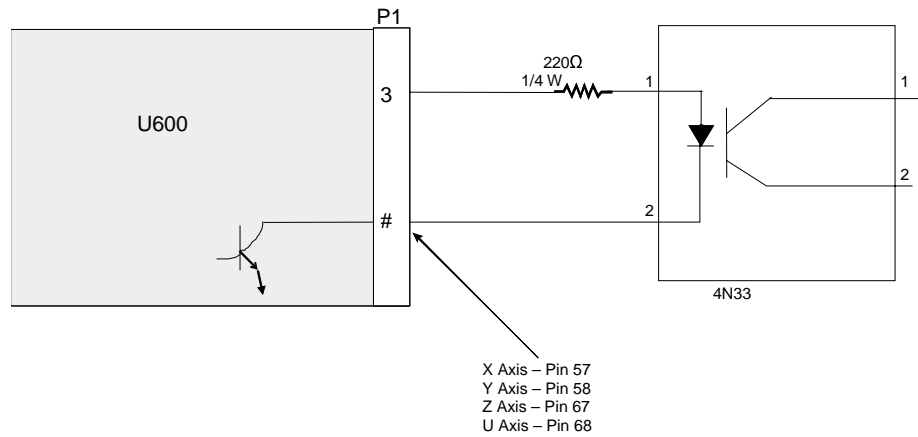 P1
220Ω
1/4 W
1
1
3
U600
2
2
#
4N33
X Axis – Pin 57
Y Axis – Pin 58
Z Axis – Pin 67
U Axis – Pin 68